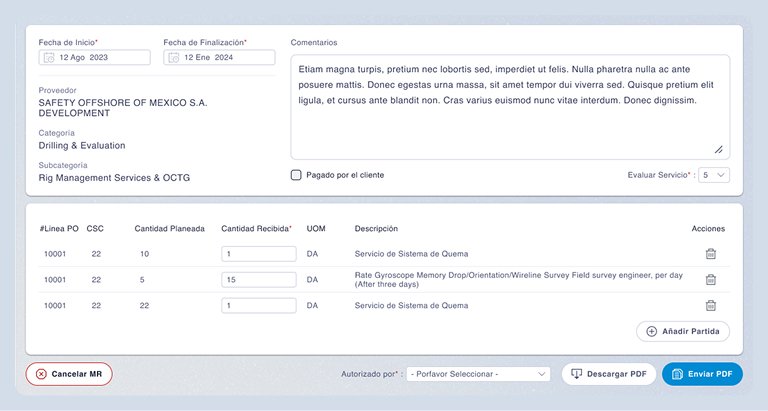 Fecha de Inicio* Fecha de Finalización* Comentarios
12 Ago 2023 12 Ene 2024
Etiam magna turpis, pretium nec lobortis sed, imperdiet ut felis. Nulla pharetra nulla ac ante
posuere mattis. Donec egestas urna massa, sit amet tempor dui viverra sed. Quisque pretium elit
ligula, et cursus ante blandit non. Cras varius euismod nunc vitae interdum. Donec dignissim.
Proveedor
SAFETY OFFSHORE OF MEXICO S.A.
DEVELOPMENT
Categoría
Drilling & Evaluation
Subcategoría
Rig Management Services & OCTG
Pagado por el cliente Evaluar Servicio* : 5
#Linea PO CSC Cantidad Planeada Cantidad Recibida* UOM Descripción Acciones
10001 22 10 1 DA Servicio de Sistema de Quema
10001 22 5 15 DA Rate Gyroscope Memory Drop/Orientation/Wireline Survey Field survey engineer, per day
(After three days)
10001 22 22 1 DA Servicio de Sistema de Quema
Añadir Partida
Cancelar MR Autorizado por* : - Porfavor Seleccionar - Descargar PDF Enviar PDF